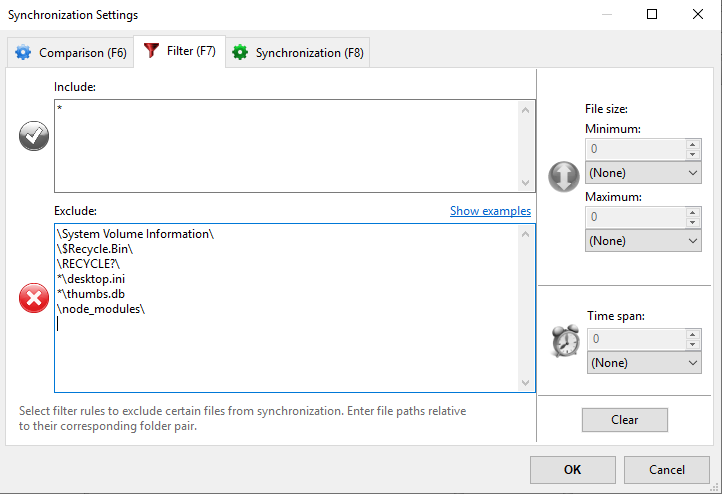 Synchronization Settings
Comparison (F6)
Filter (F7)
Synchronization (F8)
Include:
*
File size:
Minimum:
0
(None)
Maximum:
0
(None)
Exclude:
Show examples
\System Volume Information\
\$Recycle.Bin\
\RECYCLE?\
*\desktop.ini
*\thumbs.db
\node_modules\
Time span:
0
(None)
Select filter rules to exclude certain files from synchronization. Enter file paths relative
to their corresponding folder pair.
Clear
OK
Cancel